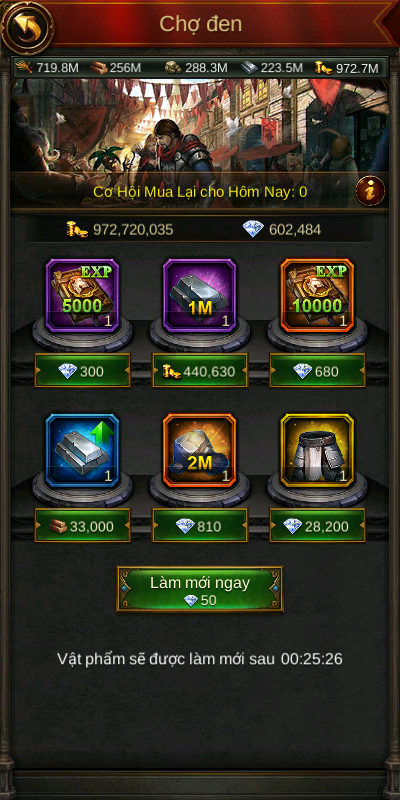 Chợ đen
719.8M 256M 288.3M 223.5M 972.7M
Cơ Hội Mua Lại cho Hôm Nay: 0
972,720,035 602,484
EXP EXP
5000 1M 10000
1 1 1
300 440,630 680
2M
1 1 1
33,000 810 28,200
Làm mới ngay
50
Vật phẩm sẽ được làm mới sau 00:25:26